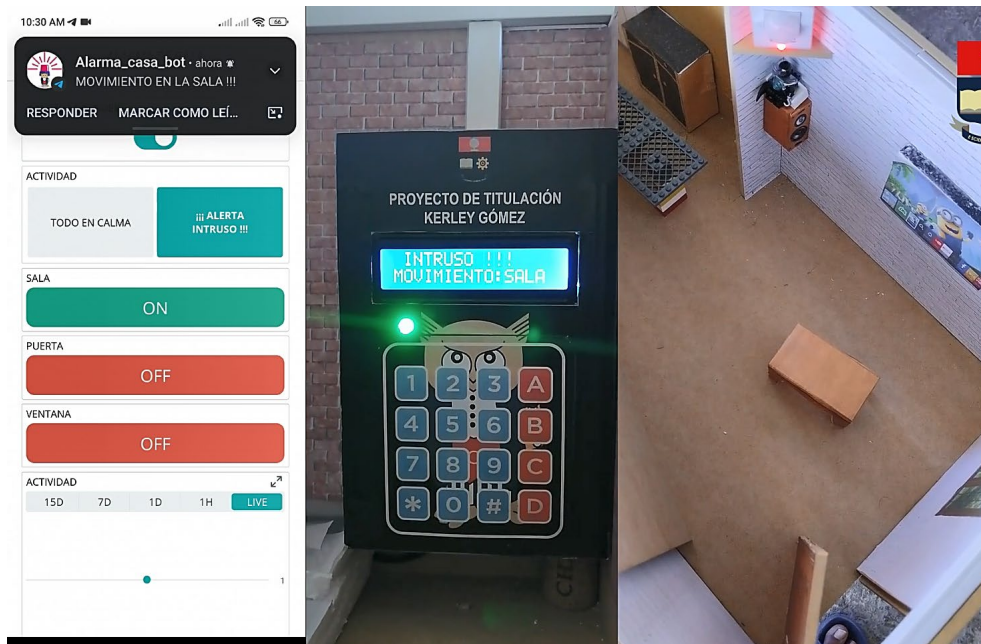 10:30 AM
66
Alarma_casa_bot · ahora
MOVIMIENTO EN LA SALA !!!
RESPONDER MARCAR COMO LEÍ...
ACTIVIDAD
TODO EN CALMA
¡¡¡ ALERTA
INTRUSO !!!
SALA
ON
PUERTA
OFF
VENTANA
OFF
ACTIVIDAD
15D 7D 1D 1H LIVE
1
PROYECTO DE TITULACIÓN
KERLEY GÓMEZ
INTRUSO !!!
MOVIMIENTO:SALA
1 2 3 A
4 5 6 B
7 8 9 C
* 0 # D